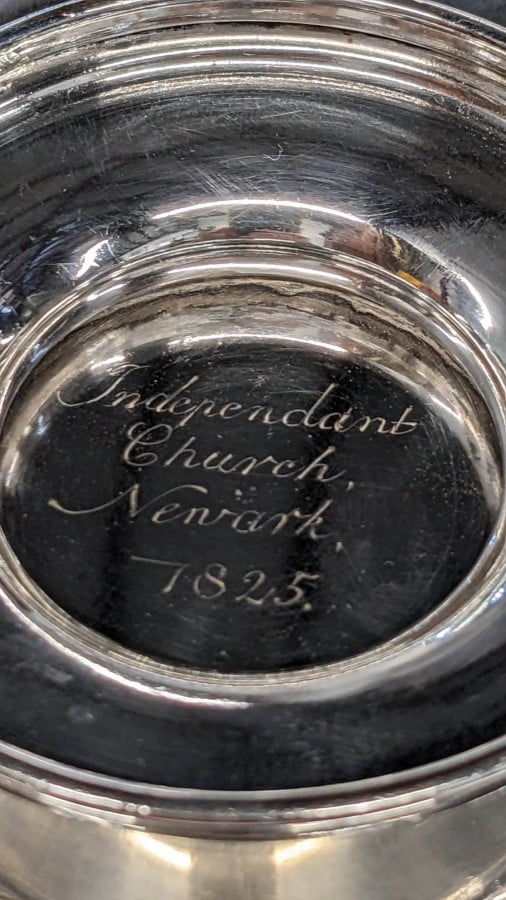 Independant
Church,
Newark,
1825.